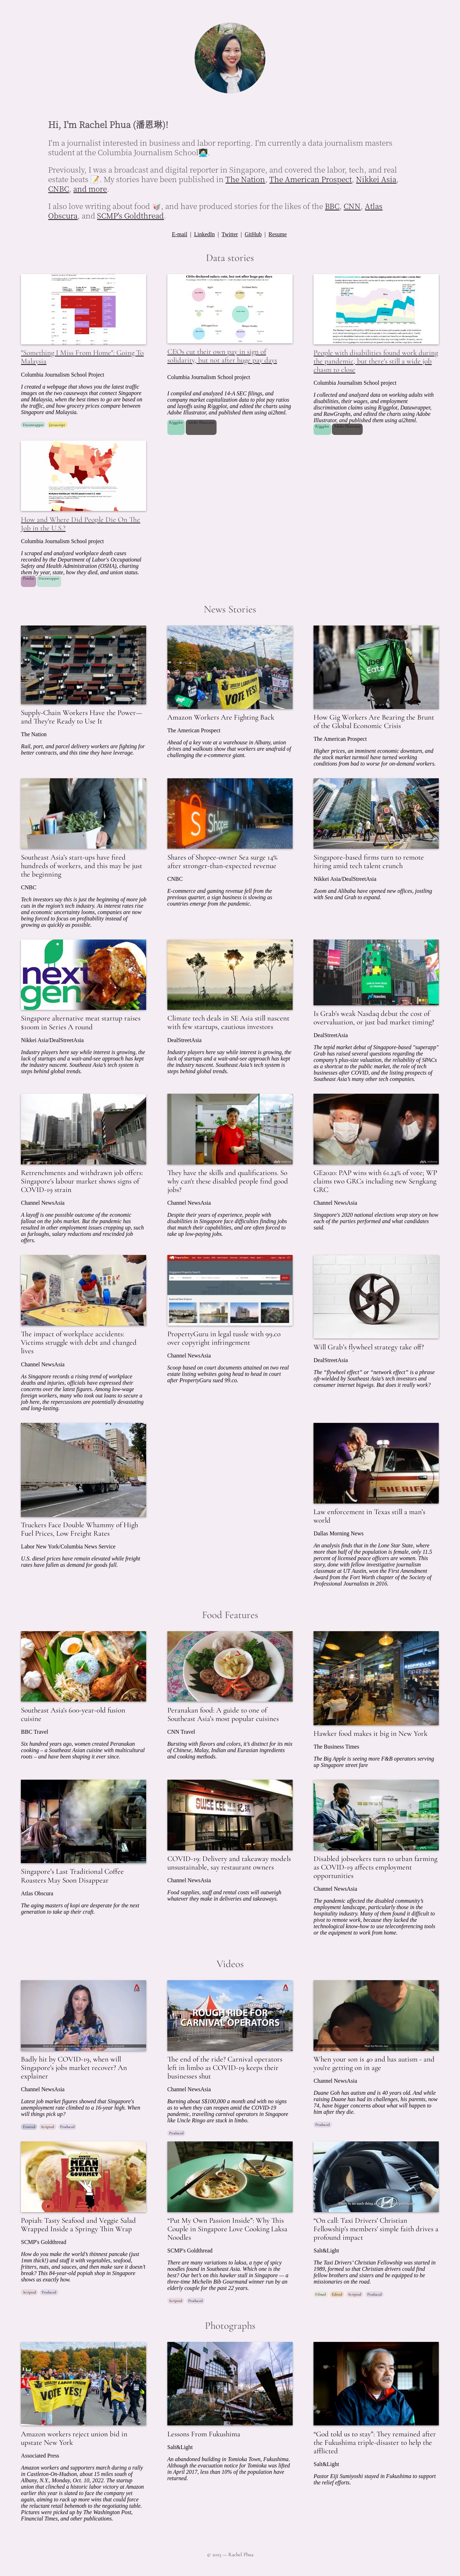 Hi, I'm Rachel Phua (潘恩琳)!
I'm a journalist interested in business and labor reporting. I'm currently a data journalism masters
student at the Columbia Journalism School
Previously, I was a broadcast and digital reporter in Singapore, and covered the labor, tech, and real
estate beats 📝. My stories have been published in The Nation, The American Prospect, Nikkei Asia,
CNBC, and more.
I also love writing about food 🥡, and have produced stories for the likes of the BBC, CNN, Atlas
Obscura, and SCMP's Goldthread.
E-mail | LinkedIn | Twitter | GitHub | Resume
Data stories
"Something I Miss From Home": Going To
Malaysia
Columbia Journalism School Project
I created a webpage that shows you the latest traffic
images on the two causeways that connect Singapore
and Malaysia, when the best times to go are based on
the traffic, and how grocery prices compare between
Singapore and Malaysia.
Datawrapper Javascript
CEOs cut their own pay in sign of
solidarity, but not after huge pay days
Columbia Journalism School project
I compiled and analyzed 14-A SEC filings, and
company market capitalization data to plot pay ratios
and layoffs using R/ggplot, and edited the charts using
Adobe Illustrator, and published them using ai2html.
R/ggplot
People with disabilities found work during
the pandemic, but there's still a wide job
chasm to close
Columbia Journalism School project
I collected and analyzed data on working adults with
disabilities, their wages, and employment
discrimination claims using R/ggplot, Datawrapper,
and RawGraphs, and edited the charts using Adobe
Illustrator, and published them using ai2html.
R/ggplot
How and Where Did People Die On The
Job in the U.S.?
Columbia Journalism School project
I scraped and analyzed workplace death cases
recorded by the Department of Labor's Occupational
Safety and Health Administration (OSHA), charting
them by year, state, how they died, and union status.
Pandas Datawrapper
News Stories
Supply-Chain Workers Have the Power—
and They're Ready to Use It
The Nation
Rail, port, and parcel delivery workers are fighting for
better contracts, and this time they have leverage.
VOTE YES!
Amazon Workers Are Fighting Back
The American Prospect
Ahead of a key vote at a warehouse in Albany, union
drives and walkouts show that workers are unafraid of
challenging the e-commerce giant.
Uber
Eats
How Gig Workers Are Bearing the Brunt
of the Global Economic Crisis
The American Prospect
Higher prices, an imminent economic downturn, and
the stock market turmoil have turned working
conditions from bad to worse for on-demand workers.
Southeast Asia's start-ups have fired
hundreds of workers, and this may be just
the beginning
CNBC
Tech investors say this is just the beginning of more job
cuts in the region's tech industry. As interest rates rise
and economic uncertainty looms, companies are now
being forced to focus on profitability instead of
growing as quickly as possible.
Shopee
Shares of Shopee-owner Sea surge 14%
after stronger-than-expected revenue
CNBC
E-commerce and gaming revenue fell from the
previous quarter, a sign business is slowing as
countries emerge from the pandemic.
Singapore-based firms turn to remote
hiring amid tech talent crunch
Nikkei Asia/DealStreetAsia
Zoom and Alibaba have opened new offices, jostling
with Sea and Grab to expand.
next
gen
Singapore alternative meat startup raises
$100m in Series A round
Nikkei Asia/DealStreetAsia
Industry players here say while interest is growing, the
lack of startups and a wait-and-see approach has kept
the industry nascent. Southeast Asia's tech system is
steps behind global trends.
Climate tech deals in SE Asia still nascent
with few startups, cautious investors
DealStreetAsia
Industry players here say while interest is growing, the
lack of startups and a wait-and-see approach has kept
the industry nascent. Southeast Asia's tech system is
steps behind global trends.
Is Grab's weak Nasdaq debut the cost of
overvaluation, or just bad market timing?
DealStreetAsia
The tepid market debut of Singapore-based "superapp"
Grab has raised several questions regarding the
company's plus-size valuation, the reliability of SPACs
as a shortcut to the public market, the role of tech
businesses after COVID, and the listing prospects of
Southeast Asia's many other tech companies.
Retrenchments and withdrawn job offers:
Singapore's labour market shows signs of
COVID-19 strain
Channel NewsAsia
A layoff is one possible outcome of the economic
fallout on the jobs market. But the pandemic has
resulted in other employment issues cropping up, such
as furloughs, salary reductions and rescinded job
offers.
They have the skills and qualifications. So
why can't these disabled people find good
jobs?
Channel NewsAsia
Despite their years of experience, people with
disabilities in Singapore face difficulties finding jobs
that match their capabilities, and are often forced to
take up low-paying jobs.
GE2020: PAP wins with 61.24% of vote; WP
claims two GRCs including new Sengkang
GRC
Channel NewsAsia
Singapore's 2020 national elections wrap story on how
each of the parties performed and what candidates
said.
The impact of workplace accidents:
Victims struggle with debt and changed
lives
Channel NewsAsia
As Singapore records a rising trend of workplace
deaths and injuries, officials have expressed their
concerns over the latest figures. Among low-wage
foreign workers, many who took out loans to secure a
job here, the repercussions are potentially devastating
and long-lasting.
PropertyGuru in legal tussle with 99.co
over copyright infringement
Channel NewsAsia
Scoop based on court documents attained on two real
estate listing websites going head to head in court
after PropertyGuru sued 99.co.
Will Grab's flywheel strategy take off?
DealStreetAsia
The "flywheel effect" or "network effect" is a phrase
oft-wielded by Southeast Asia's tech investors and
consumer internet bigwigs. But does it really work?
Truckers Face Double Whammy of High
Fuel Prices, Low Freight Rates
Labor New York/Columbia News Service
U.S. diesel prices have remain elevated while freight
rates have fallen as demand for goods fall.
SHERIFF
Law enforcement in Texas still a man's
world
Dallas Morning News
An analysis finds that in the Lone Star State, where
more than half of the population is female, only 11.5
percent of licensed peace officers are women. This
story, done with fellow investigative journalism
classmate at UT Austin, won the First Amendment
Award from the Fort Worth chapter of the Society of
Professional Journalists in 2016.
Food Features
Southeast Asia's 600-year-old fusion
cuisine
BBC Travel
Six hundred years ago, women created Peranakan
cooking – a Southeast Asian cuisine with multicultural
roots – and have been shaping it ever since.
Peranakan food: A guide to one of
Southeast Asia's most popular cuisines
CNN Travel
Bursting with flavors and colors, it's distinct for its mix
of Chinese, Malay, Indian and Eurasian ingredients
and cooking methods.
Hawker food makes it big in New York
The Business Times
The Big Apple is seeing more F&B operators serving
up Singapore street fare
Singapore's Last Traditional Coffee
Roasters May Soon Disappear
Atlas Obscura
The aging masters of kopi are desperate for the next
generation to take up their craft.
SWEE KEE
COVID-19: Delivery and takeaway models
unsustainable, say restaurant owners
Channel NewsAsia
Food supplies, staff and rental costs will outweigh
whatever they make in deliveries and takeaways.
Disabled jobseekers turn to urban farming
as COVID-19 affects employment
opportunities
Channel NewsAsia
The pandemic affected the disabled community's
employment landscape, particularly those in the
hospitality industry. Many of them found it difficult to
pivot to remote work, because they lacked the
technological know-how to use teleconferencing tools
or the equipment to work from home.
Videos
Badly hit by COVID-19, when will
Singapore's jobs market recover? An
explainer
Channel NewsAsia
Latest job market figures showed that Singapore's
unemployment rate climbed to a 16-year high. When
will things pick up?
Fronted Scripted Produced
ROUGH RIDE FOR
CARNIVAL OPERATORS
The end of the ride? Carnival operators
left in limbo as COVID-19 keeps their
businesses shut
Channel NewsAsia
Burning about S$100,000 a month and with no signs
as to when they can reopen amid the COVID-19
pandemic, travelling carnival operators in Singapore
like Uncle Ringo are stuck in limbo.
Produced
When your son is 40 and has autism - and
you're getting on in age
Channel NewsAsia
Duane Goh has autism and is 40 years old. And while
raising Duane has had its challenges, his parents, now
74, have bigger concerns about what will happen to
him after they die.
Produced
MEAN STREET
GOURMET
Popiah: Tasty Seafood and Veggie Salad
Wrapped Inside a Springy Thin Wrap
SCMP's Goldthread
How do you make the world's thinnest pancake (just
1mm thick!) and stuff it with vegetables, seafood,
fritters, nuts, and sauces, and then make sure it doesn't
break? This 84-year-old popiah shop in Singapore
shows us exactly how.
Scripted Produced
"Put My Own Passion Inside": Why This
Couple in Singapore Love Cooking Laksa
Noodles
SCMP's Goldthread
There are many variations to laksa, a type of spicy
noodles found in Southeast Asia. Which one is the
best? Our bet's on this hawker stall in Singapore — a
three-time Michelin Bib Gourmand winner run by an
elderly couple for the past 22 years.
Scripted Produced
"On call: Taxi Drivers' Christian
Fellowship's members' simple faith drives a
profound impact
Salt&Light
The Taxi Drivers' Christian Fellowship was started in
1989, formed so that Christian drivers could find
fellow brothers and sisters and be equipped to be
missionaries on the road.
Filmed Edited Scripted Produced
Photographs
VOTE YES!
Amazon workers reject union bid in
upstate New York
Associated Press
Amazon workers and supporters march during a rally
in Castleton-On-Hudson, about 15 miles south of
Albany, N.Y., Monday, Oct. 10, 2022. The startup
union that clinched a historic labor victory at Amazon
earlier this year is slated to face the company yet
again, aiming to rack up more wins that could force
the reluctant retail behemoth to the negotiating table.
Pictures were picked up by The Washington Post,
Financial Times, and other publications.
Lessons From Fukushima
Salt&Light
An abandoned building in Tomioka Town, Fukushima.
Although the evacuation notice for Tomioka was lifted
in April 2017, less than 10% of the population have
returned.
"God told us to stay": They remained after
the Fukushima triple-disaster to help the
afflicted
Salt&Light
Pastor Eiji Sumiyoshi stayed in Fukushima to support
the relief efforts.
© 2023 — Rachel Phua